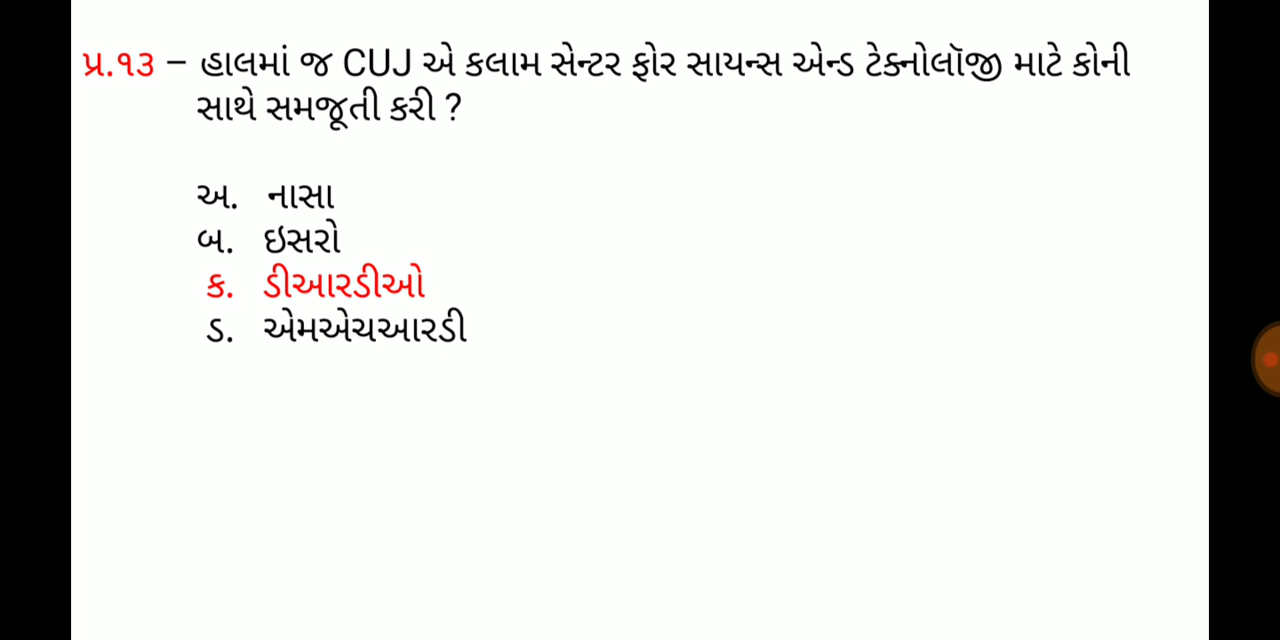 પ્ર.૧૩ – હાલમાં જ CUJ એ કલામ સેન્ટર ફોર સાયન્સ એન્ડ ટેક્નોલૉજી માટે કોની
સાથે સમજૂતી કરી ?
અ. નાસા
બ. ઇસરો
ક. ડીઆરડીઓ
ડ. એમએચઆરડી